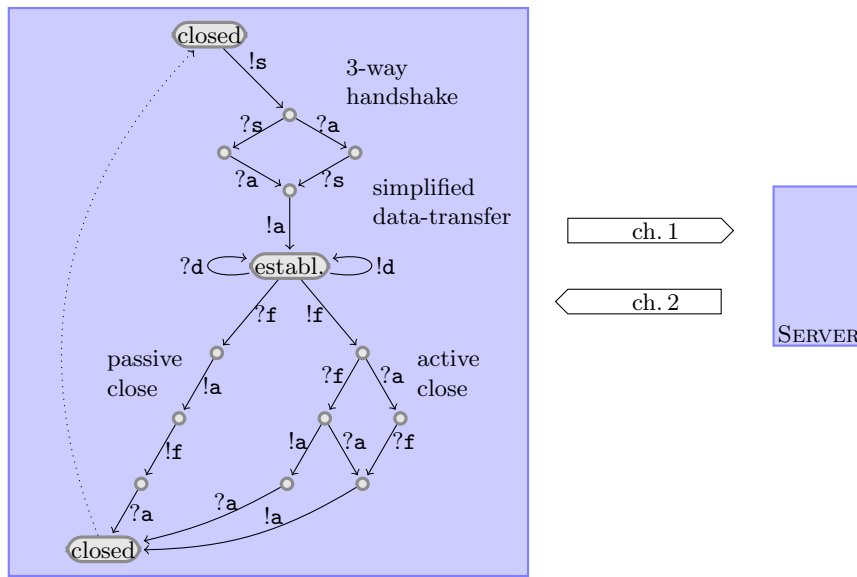 closed
!s
3-way
handshake
?s
?a
?a
?s
simplified
data-transfer
!a
?d
establ.
!d
?f
!f
passive
close
active
close
?f
?a
!a
!a
?a
?f
!f
?a
?a
!a
closed
ch. 1
ch. 2
SERVER